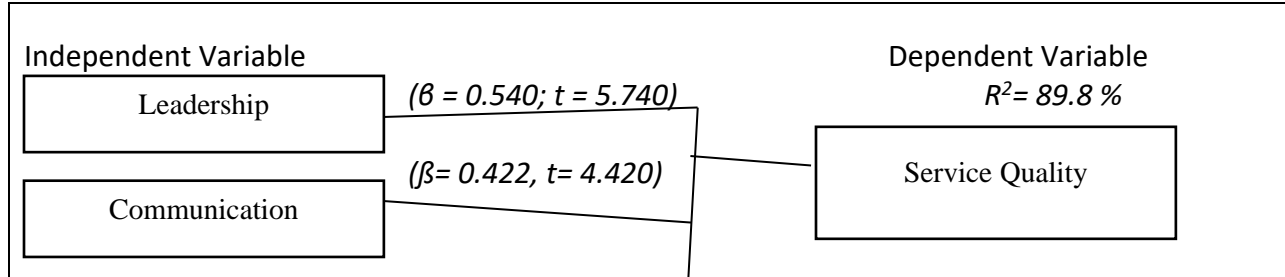 Independent Variable
Dependent Variable
Leadership
(β = 0.540; t = 5.740)
R²= 89.8 %
Communication
(ß= 0.422, t= 4.420)
Service Quality